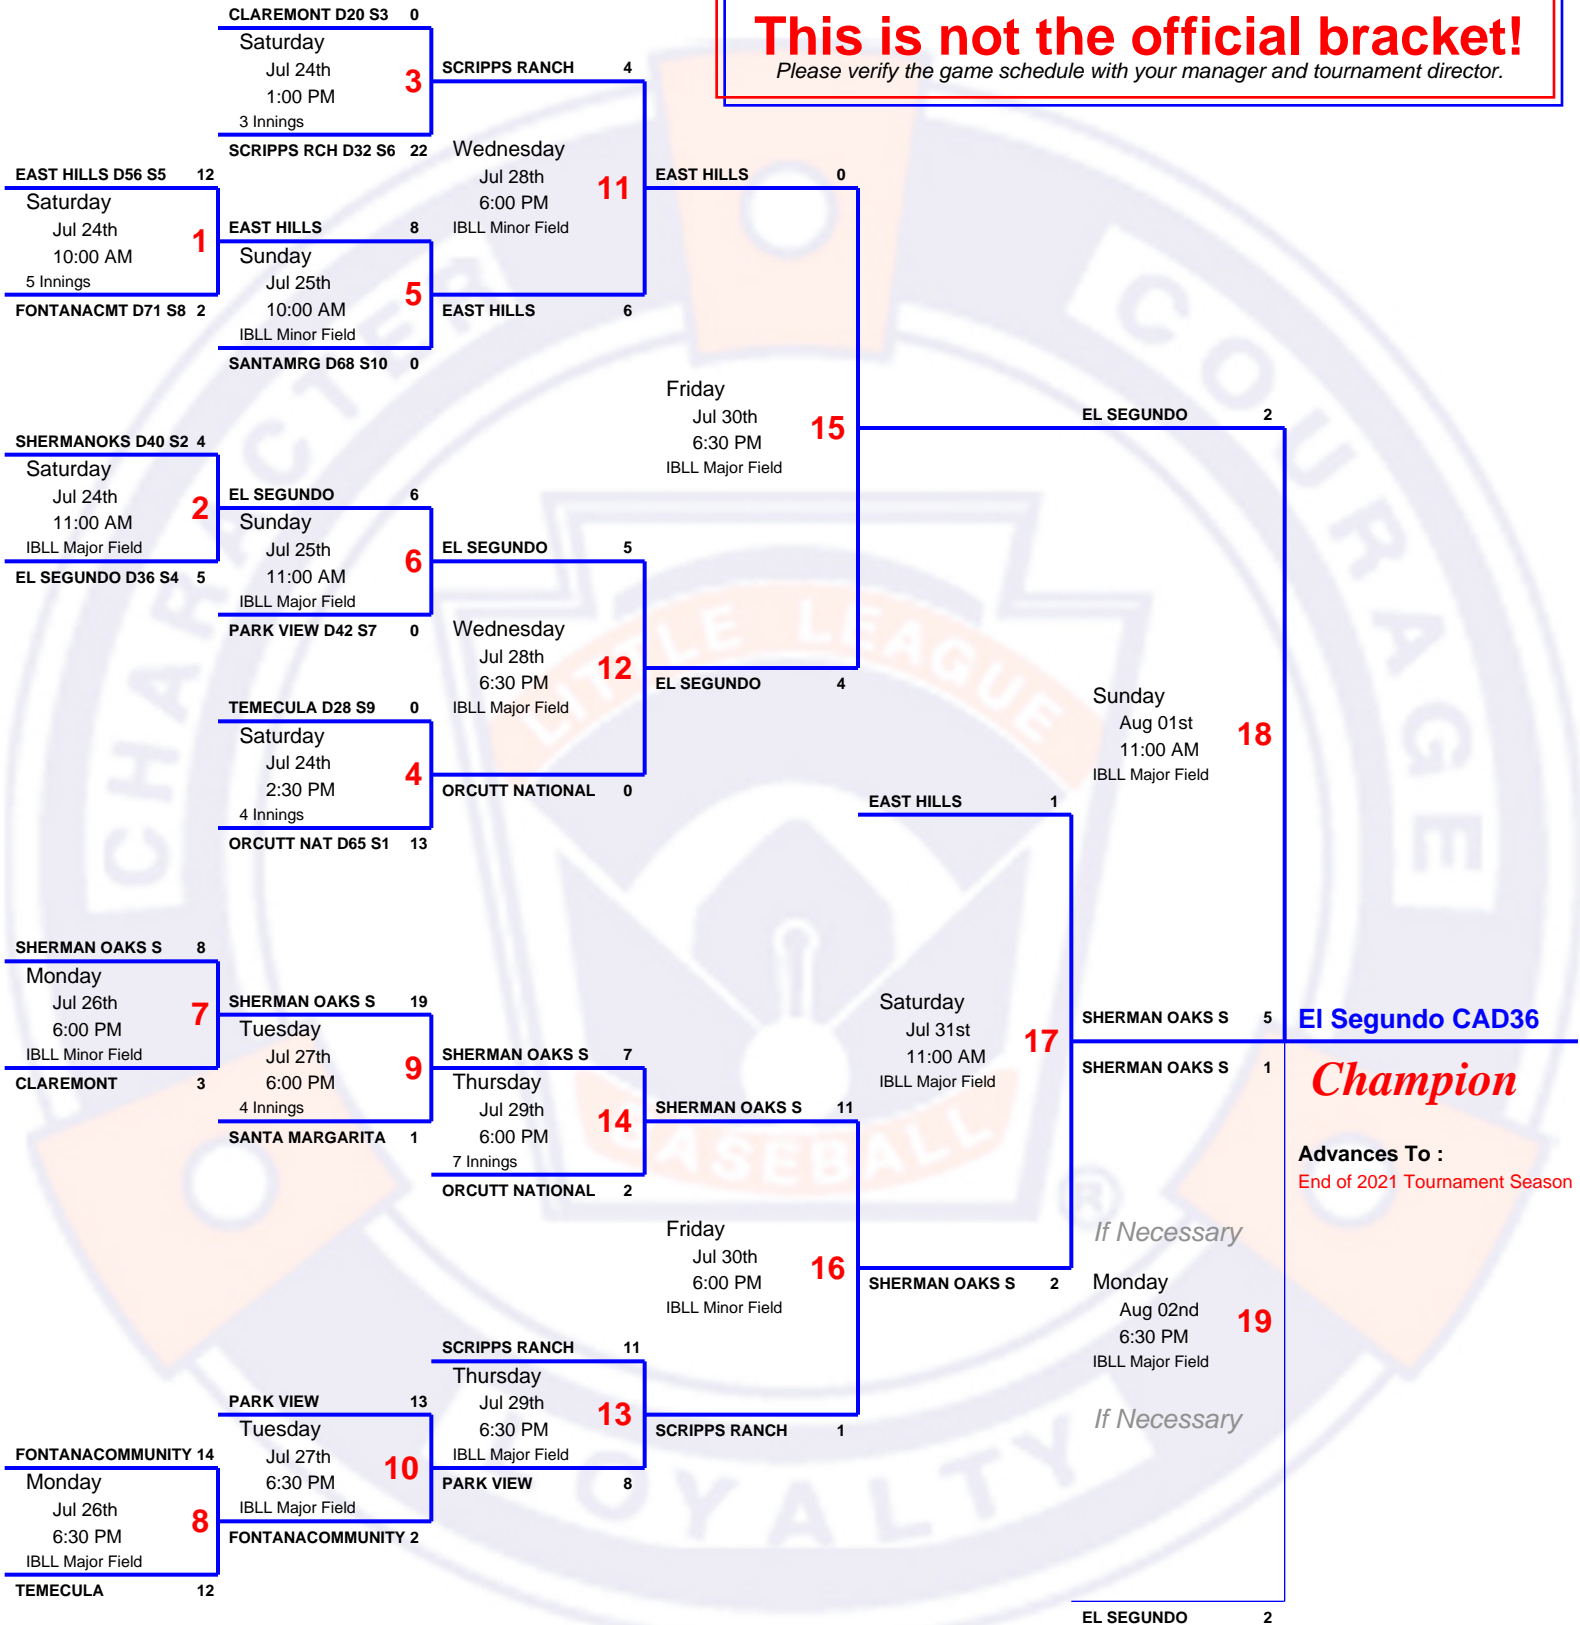 This is not the official bracket!
Please verify the game schedule with your manager and tournament director.
CLAREMONT D20 S3 0
Saturday
Jul 24th
1:00 PM
3 Innings
3
SCRIPPS RCH D32 S6 22
EAST HILLS D56 S5 12
Saturday
Jul 24th
10:00 AM
5 Innings
1
FONTANACMT D71 S8 2
EAST HILLS 8
Sunday
Jul 25th
10:00 AM
IBLL Minor Field
5
SANTAMRG D68 S10 0
SCRIPPS RANCH 4
Wednesday
Jul 28th
6:00 PM
IBLL Minor Field
11
EAST HILLS 6
SHERMANOKS D40 S2 4
Saturday
Jul 24th
11:00 AM
IBLL Major Field
2
EL SEGUNDO D36 S4 5
EL SEGUNDO 6
Sunday
Jul 25th
11:00 AM
IBLL Major Field
6
PARK VIEW D42 S7 0
TEMECULA D28 S9 0
Saturday
Jul 24th
2:30 PM
4 Innings
4
ORCUTT NAT D65 S1 13
EL SEGUNDO 5
Wednesday
Jul 28th
6:30 PM
IBLL Major Field
12
ORCUTT NATIONAL 0
EAST HILLS 0
Friday
Jul 30th
6:30 PM
IBLL Major Field
15
EL SEGUNDO 4
EL SEGUNDO 2
Sunday
Aug 01st
11:00 AM
IBLL Major Field
18
SHERMAN OAKS S 5
SHERMAN OAKS S 8
Monday
Jul 26th
6:00 PM
IBLL Minor Field
7
CLAREMONT 3
SHERMAN OAKS S 19
Tuesday
Jul 27th
6:00 PM
4 Innings
9
SANTA MARGARITA 1
SHERMAN OAKS S 7
Thursday
Jul 29th
6:00 PM
7 Innings
14
ORCUTT NATIONAL 2
FONTANACOMMUNITY 14
Monday
Jul 26th
6:30 PM
IBLL Major Field
8
TEMECULA 12
PARK VIEW 13
Tuesday
Jul 27th
6:30 PM
IBLL Major Field
10
FONTANACOMMUNITY 2
SCRIPPS RANCH 11
Thursday
Jul 29th
6:30 PM
IBLL Major Field
13
PARK VIEW 8
SHERMAN OAKS S 11
Friday
Jul 30th
6:00 PM
IBLL Minor Field
16
SCRIPPS RANCH 1
EAST HILLS 1
Saturday
Jul 31st
11:00 AM
IBLL Major Field
17
SHERMAN OAKS S 2
SHERMAN OAKS S 1
If Necessary
Monday
Aug 02nd
6:30 PM
IBLL Major Field
19
If Necessary
EL SEGUNDO 2
El Segundo CAD36
Champion
Advances To :
End of 2021 Tournament Season
CHARACTER
COURAGE
LOYALTY
LITTLE LEAGUE
BASEBALL
®